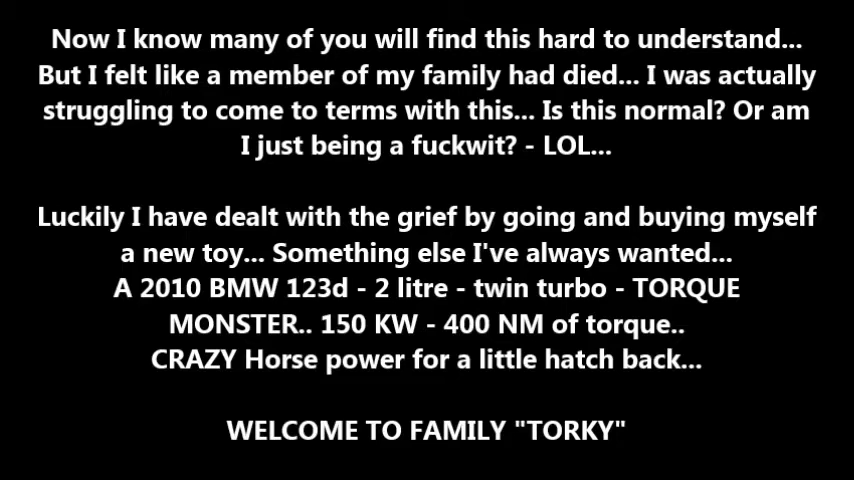 Now I know many of you will find this hard to understand...
But I felt like a member of my family had died... I was actually
struggling to come to terms with this... Is this normal? Or am
I just being a fuckwit? - LOL...
Luckily I have dealt with the grief by going and buying myself
a new toy... Something else I've always wanted...
A 2010 BMW 123d - 2 litre - twin turbo - TORQUE
MONSTER.. 150 KW - 400 NM of torque..
CRAZY Horse power for a little hatch back...
WELCOME TO FAMILY "TORKY"